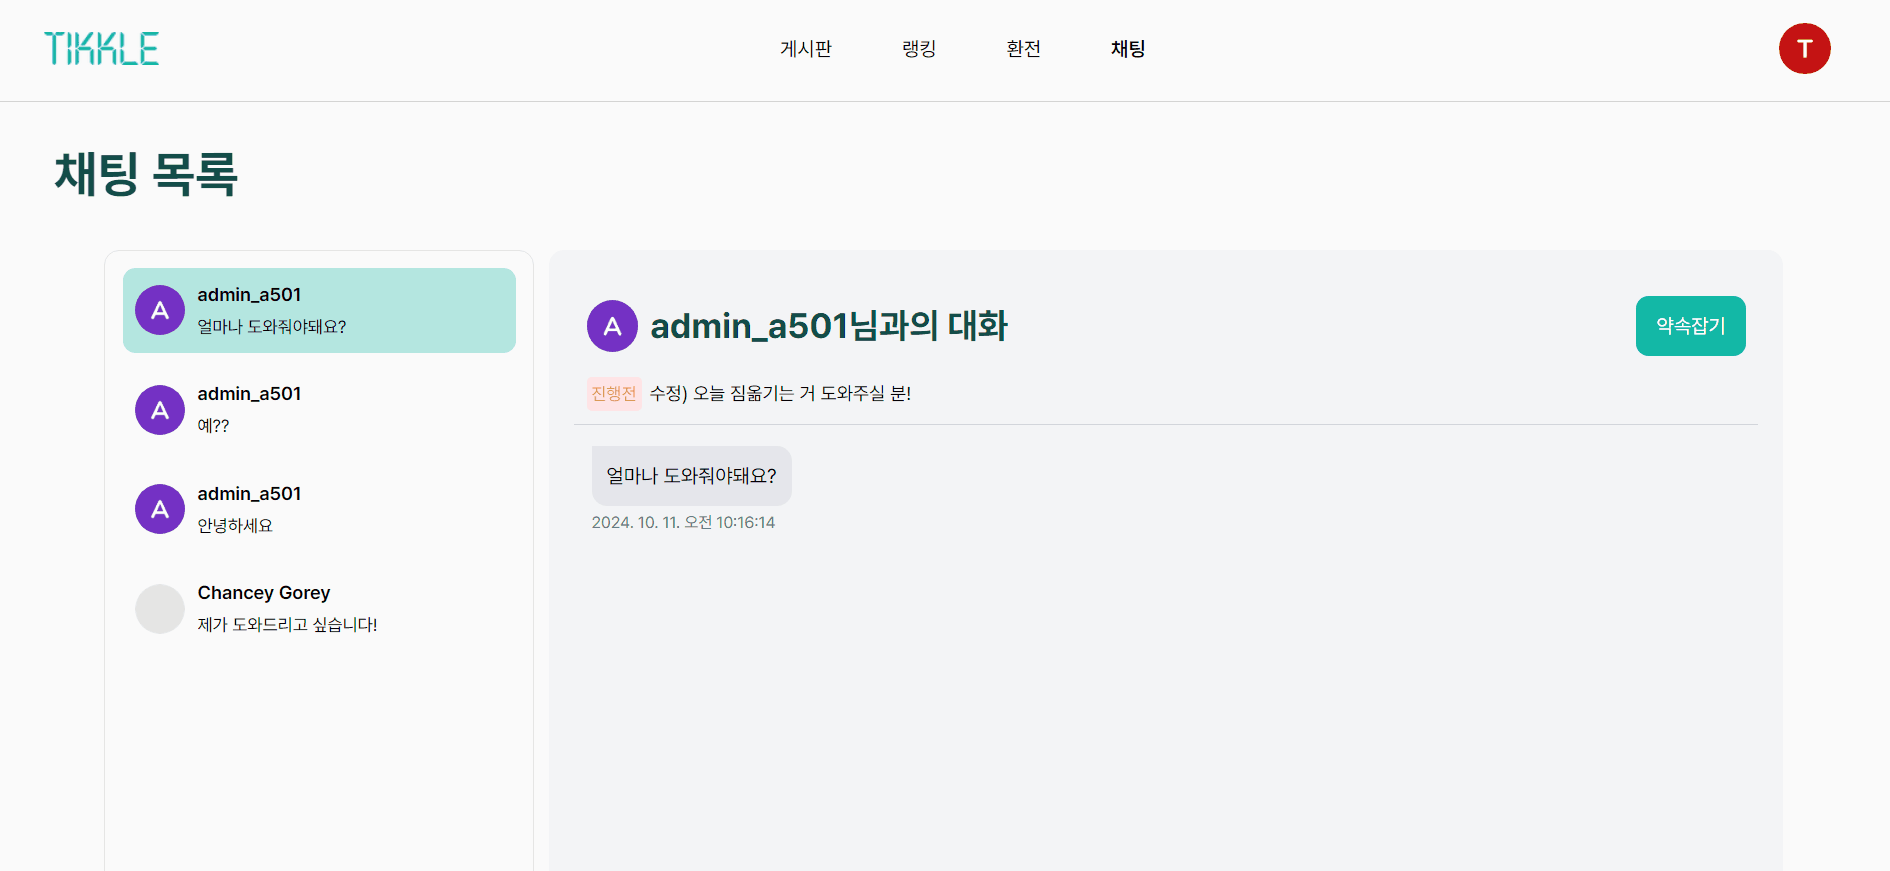 TIKKLE
게시판
랭킹
환전
채팅
T
채팅 목록
A
admin_a501
얼마나 도와줘야돼요?
A
admin_a501
예??
A
admin_a501
안녕하세요
Chancey Gorey
제가 도와드리고 싶습니다!
A
admin_a501님과의 대화
약속잡기
진행전 수정) 오늘 짐옮기는 거 도와주실 분!
얼마나 도와줘야돼요?
2024. 10. 11. 오전 10:16:14